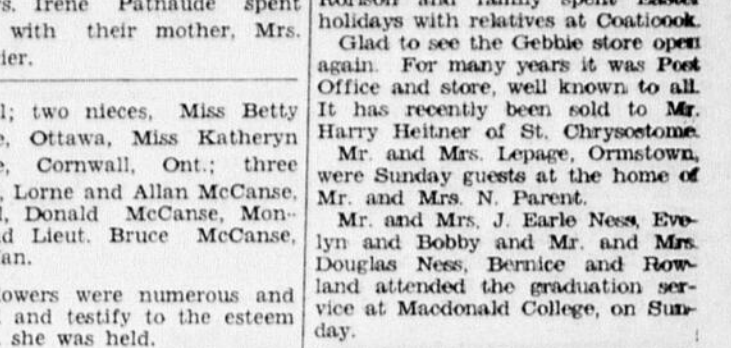 s. Irene Pathaude spent
with their mother, Mrs.
ier.
l; two nieces, Miss Betty
e, Ottawa, Miss Katheryn
e, Cornwall, Ont.; three
, Lorne and Allan McCanse,
l, Donald McCanse, Mon-
d Lieut. Bruce McCanse,
an.
owers were numerous and
and testify to the esteem
she was held.
and family spent Easter
holidays with relatives at Coaticook.
Glad to see the Gebbie store open
again. For many years it was Post
Office and store, well known to all.
It has recently been sold to Mr.
Harry Heitner of St. Chrysostome.
Mr. and Mrs. Lepage, Ormstown,
were Sunday guests at the home of
Mr. and Mrs. N. Parent.
Mr. and Mrs. J. Earle Ness, Eve-
lyn and Bobby and Mr. and Mrs.
Douglas Ness, Bernice and Row-
land attended the graduation ser-
vice at Macdonald College, on Sun-
day.